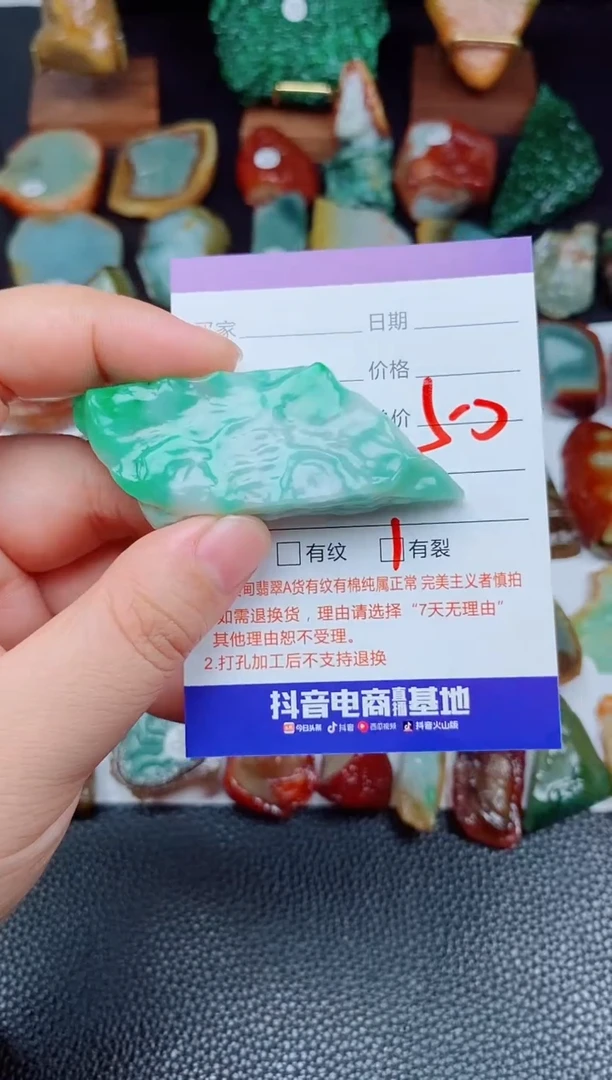 买家 日期
价格
价 50
有纹 有裂
甸翡翠A货有纹有棉纯属正常 完美主义者慎拍
如需退换货，理由请选择“7天无理由”
其他理由恕不受理。
2.打孔加工后不支持退换
抖音电商直播基地
今日头条 抖音 西瓜视频 抖音火山版